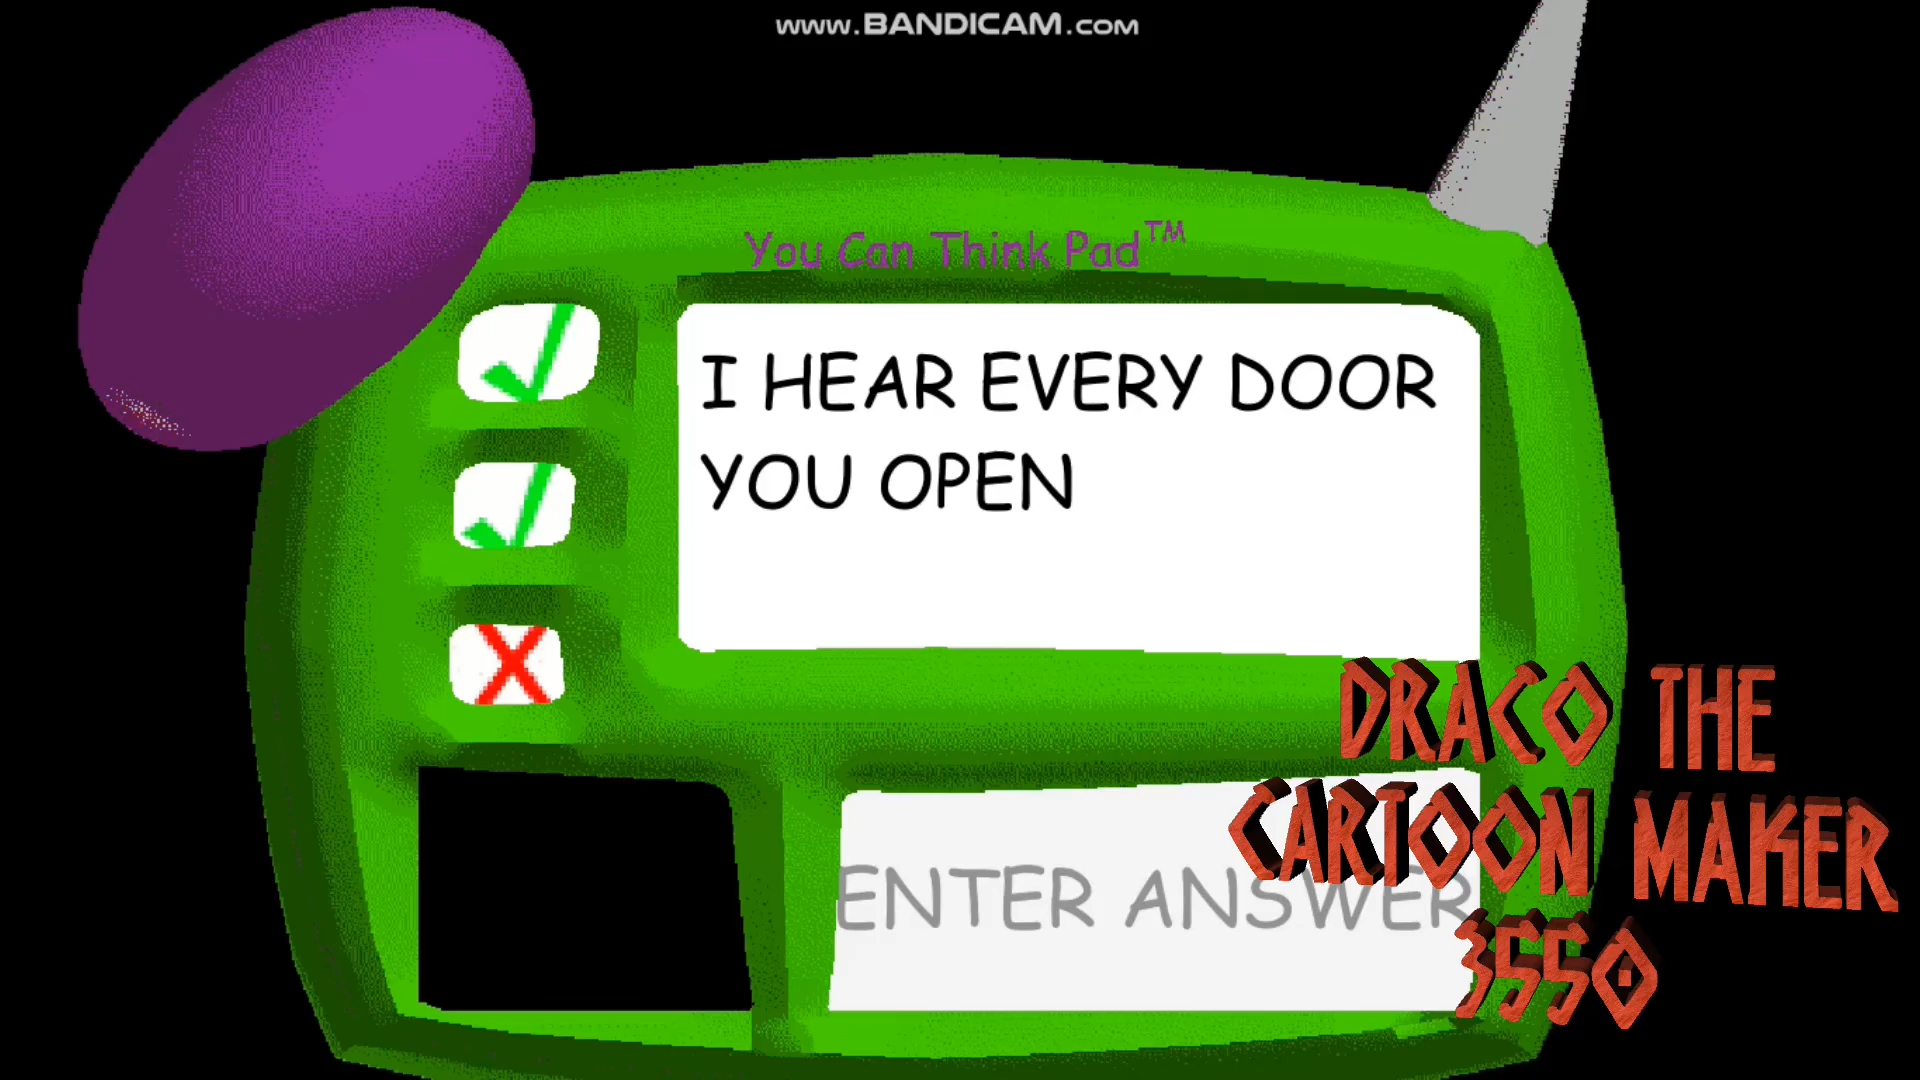 www.BANDICAM.com
You Can Think Pad™
I HEAR EVERY DOOR
YOU OPEN
ENTER ANSWER
DRACO THE
CARTOON MAKER
3550